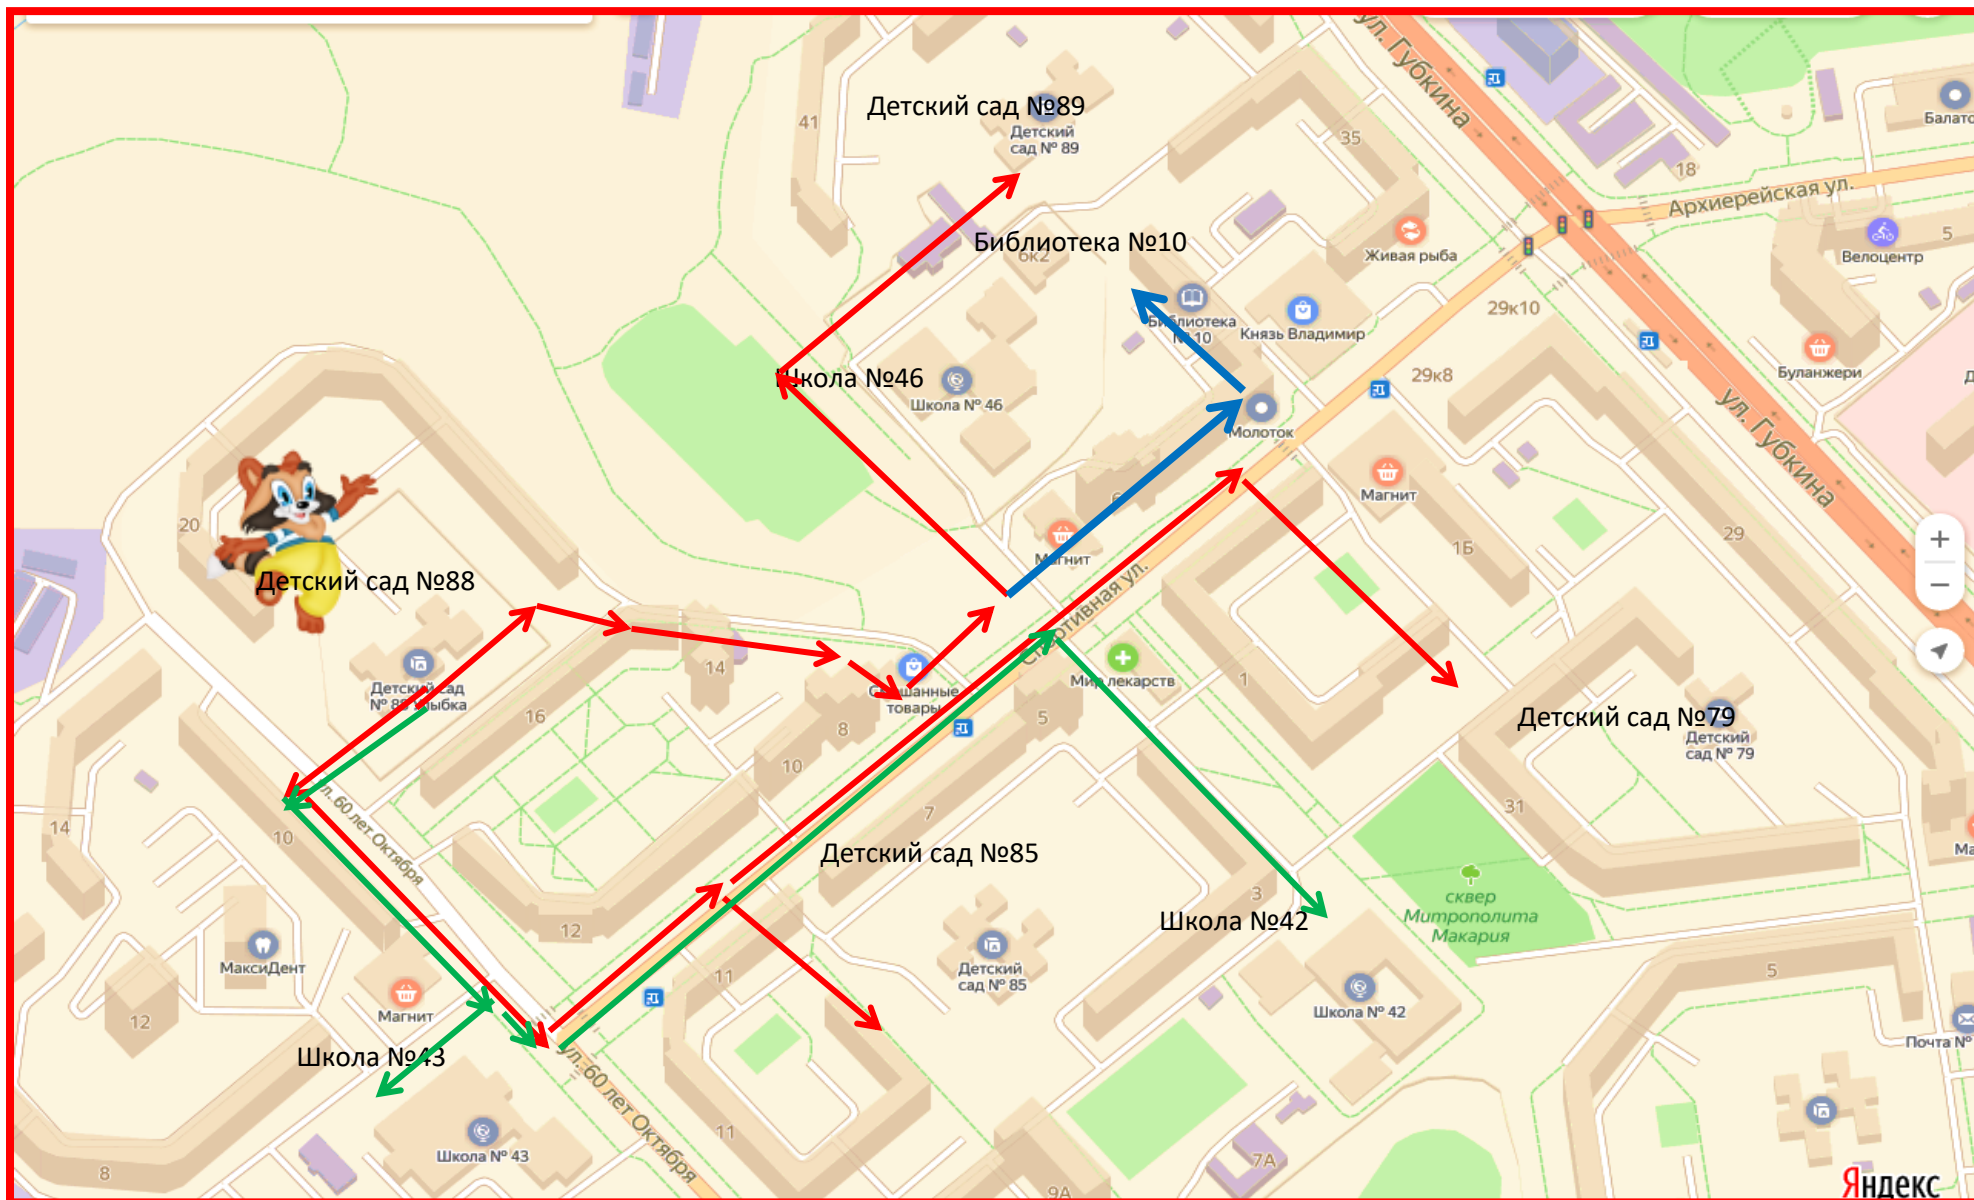 ул. Губкина
Детский сад №89
Детский
сад № 89
41
35
18
Архиерейская ул.
Велоцентр
5
Живая рыба
Библиотека №10
6к2
Библиотека
Князь Владимир
29к10
29к8
Буланжери
ул. Губкина
Школа №46
Школа № 46
Молоток
Магнит
1Б
29
20
Магнит
Спортивная ул.
Детский сад №88
Детский сад
14
16
8
10
товары
5
Мир лекарств
1
Детский сад №79
Детский
сад № 79
31
14
10
ул. 60 лет Октября
7
Детский сад №85
3
Школа №42
сквер
Митрополита
Макария
12
МаксиДент
Магнит
12
11
Детский
сад № 85
Школа № 42
5
Почта №
Школа №43
ул. 60 лет Октября
Школа № 43
8
11
9А
7А
Яндекс